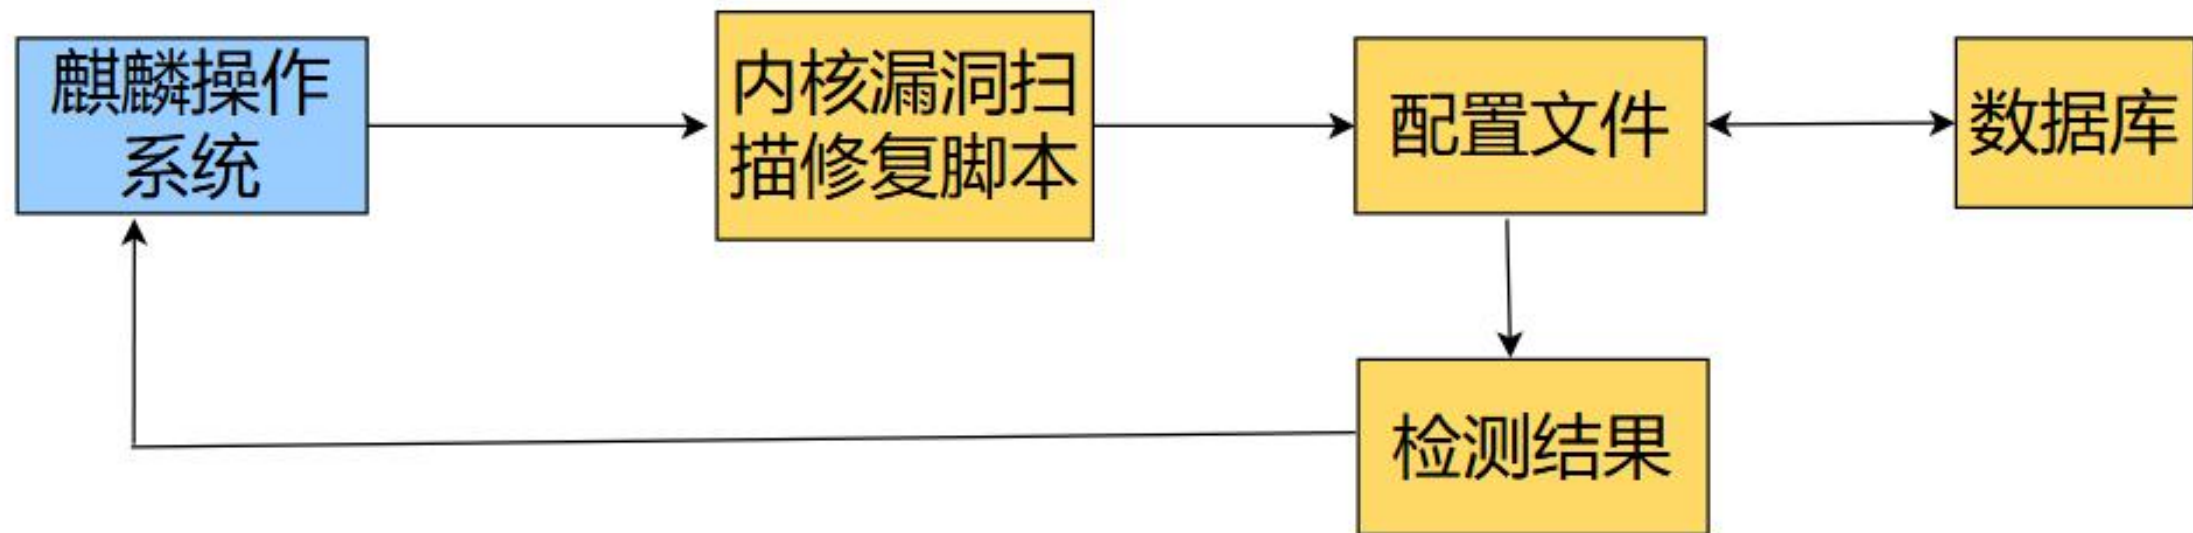 麒麟操作
系统
内核漏洞扫
描修复脚本
配置文件
数据库
检测结果